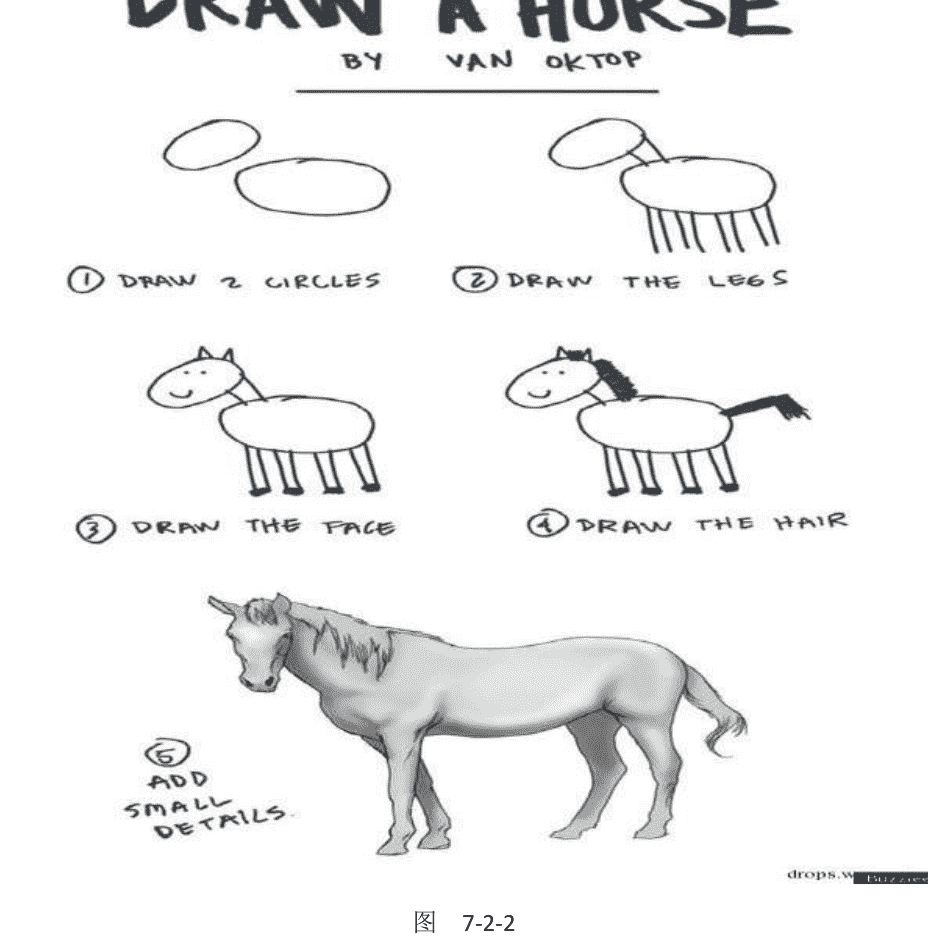 DRAW A HORSE
BY VAN OKTOP
1 DRAW 2 CIRCLES
2 DRAW THE LEGS
3 DRAW THE FACE
4 DRAW THE HAIR
5
ADD
SMALL
DETAILS.
drops.w
图 7-2-2